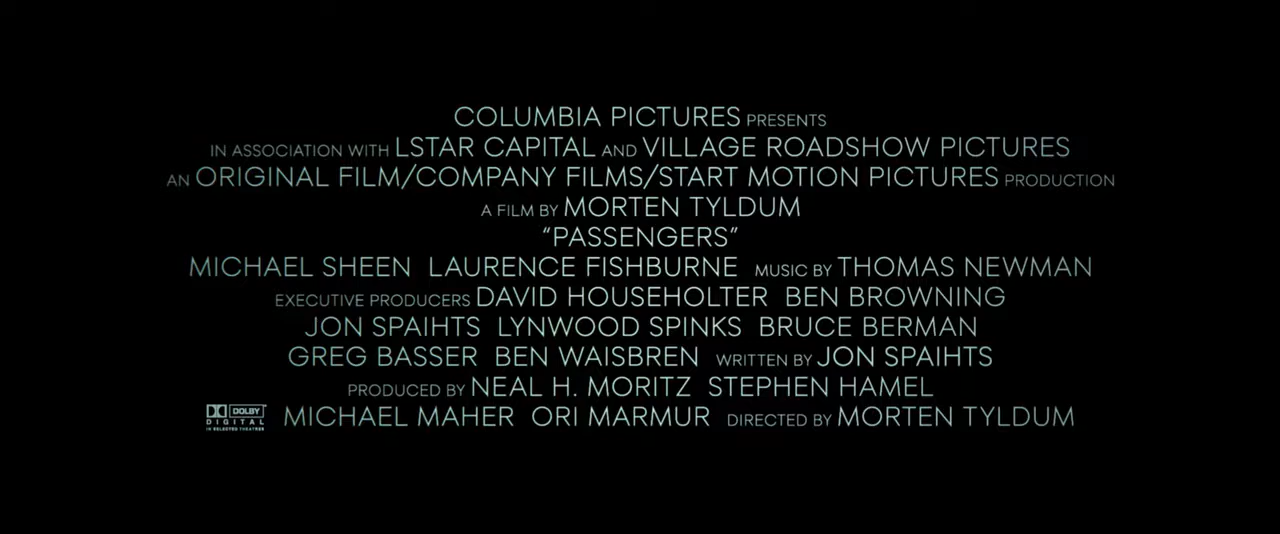 COLUMBIA PICTURES PRESENTS
IN ASSOCIATION WITH LSTAR CAPITAL AND VILLAGE ROADSHOW PICTURES
AN ORIGINAL FILM/COMPANY FILMS/START MOTION PICTURES PRODUCTION
A FILM BY MORTEN TYLDUM
“PASSENGERS”
MICHAEL SHEEN LAURENCE FISHBURNE MUSIC BY THOMAS NEWMAN
EXECUTIVE PRODUCERS DAVID HOUSEHOLTER BEN BROWNING
JON SPAIHTS LYNWOOD SPINKS BRUCE BERMAN
GREG BASSER BEN WAISBREN WRITTEN BY JON SPAIHTS
PRODUCED BY NEAL H. MORITZ STEPHEN HAMEL
MICHAEL MAHER ORI MARMUR DIRECTED BY MORTEN TYLDUM
DOLBY
DIGITAL
IN SELECTED THEATRES